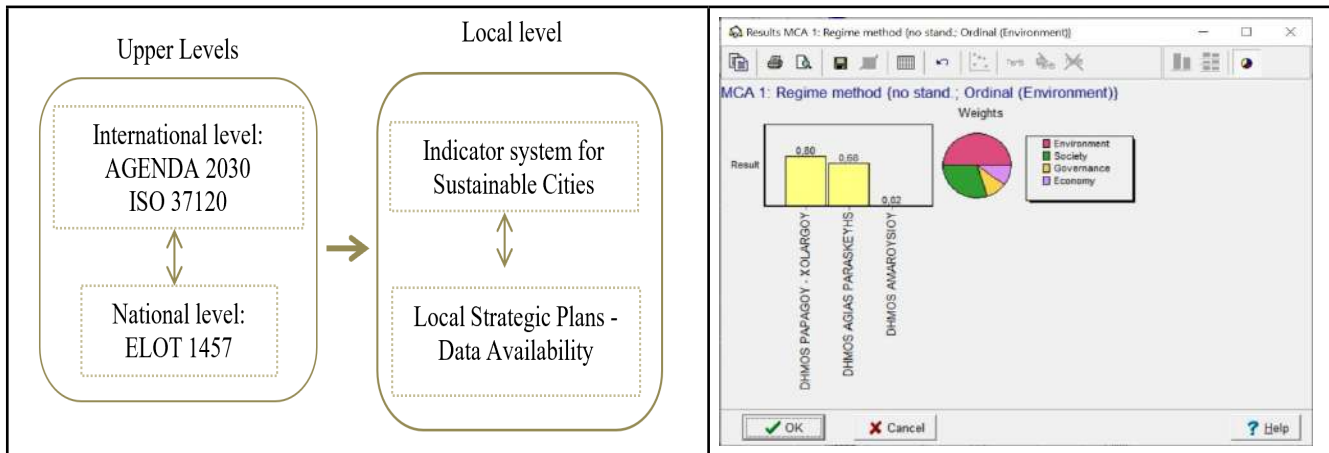 Upper Levels
International level:
AGENDA 2030
ISO 37120
National level:
ELOT 1457
Local level
Indicator system for
Sustainable Cities
Local Strategic Plans -
Data Availability
Results MCA 1: Regime method {no stand.; Ordinal (Environment)}
MCA 1: Regime method {no stand.; Ordinal (Environment)}
Weights
Result
0,80
0,68
0,02
DHMOS PAPAGOY - XOLARGOY
DHMOS AGIAS PARASKEYHS
DHMOS AMAROYSIOY
Environment
Society
Governance
Economy
OK
Cancel
? Help